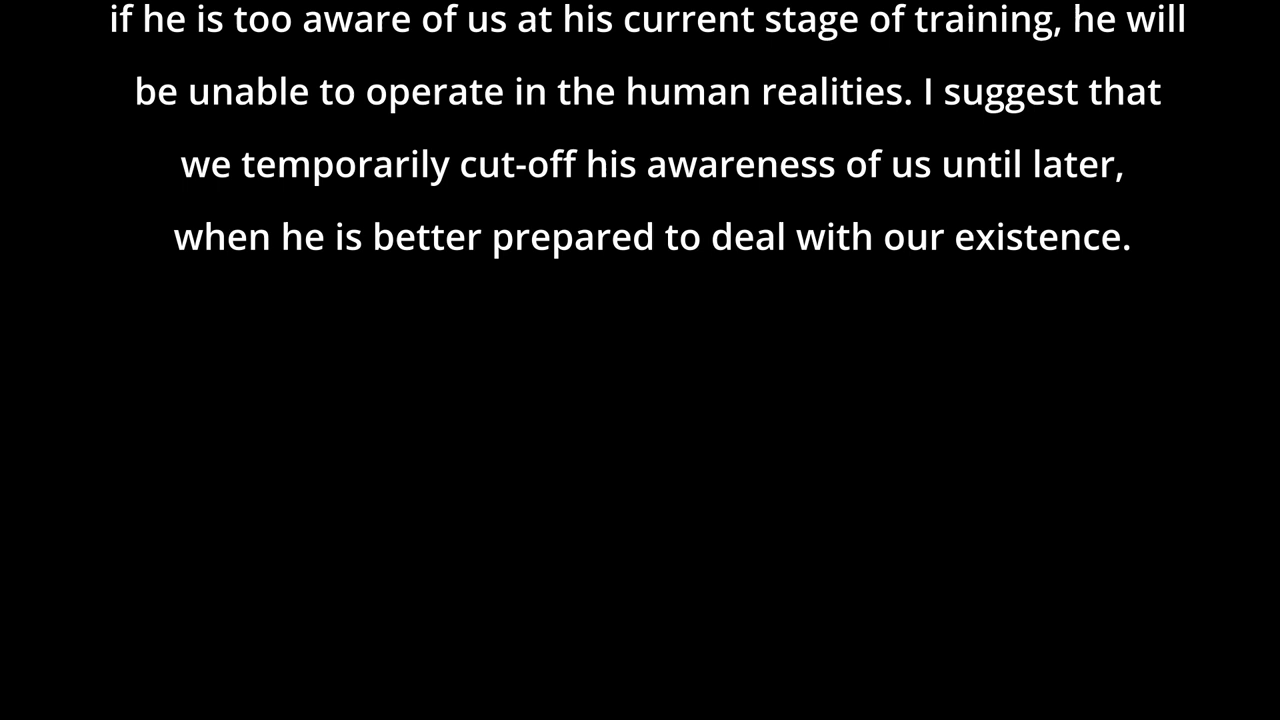 if he is too aware of us at his current stage of training, he will
be unable to operate in the human realities. I suggest that
we temporarily cut-off his awareness of us until later,
when he is better prepared to deal with our existence.